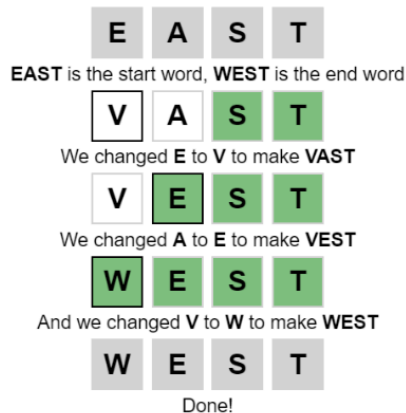 E A S T
EAST is the start word, WEST is the end word
V A S T
We changed E to V to make VAST
V E S T
We changed A to E to make VEST
W E S T
And we changed V to W to make WEST
W E S T
Done!